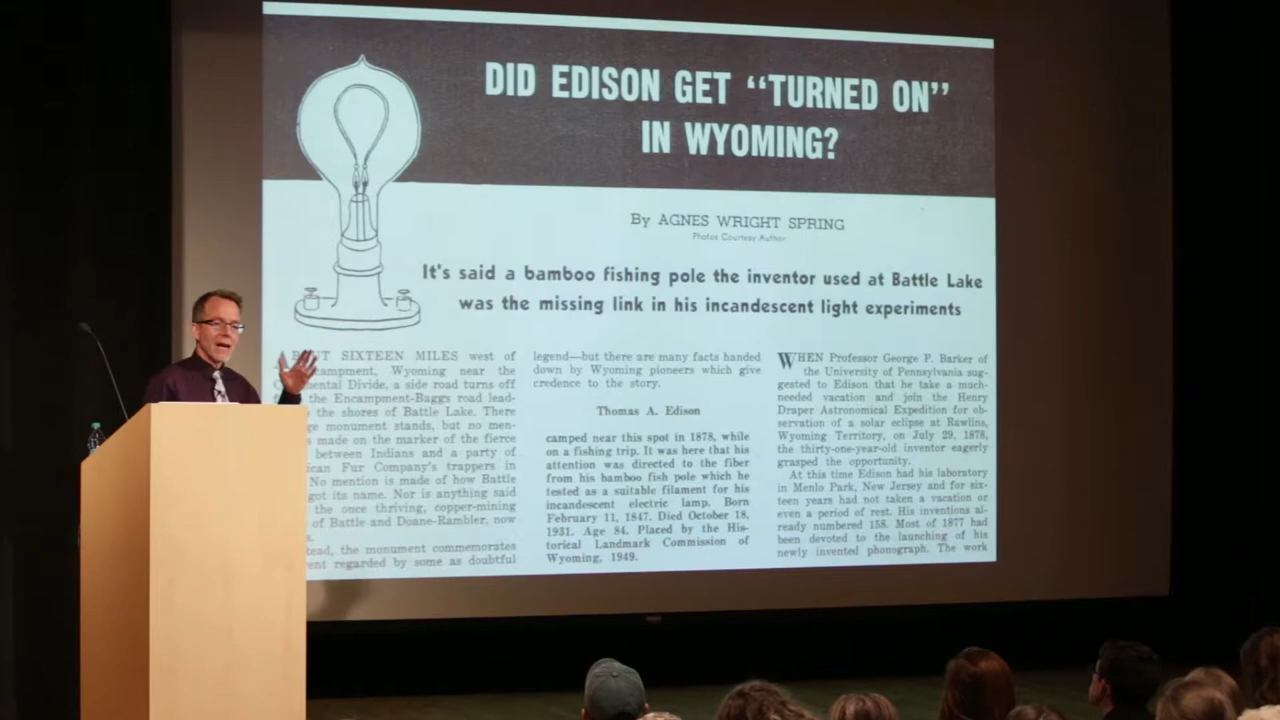 DID EDISON GET “TURNED ON”
IN WYOMING?
By AGNES WRIGHT SPRING
Photos Courtesy Author
It's said a bamboo fishing pole the inventor used at Battle Lake
was the missing link in his incandescent light experiments
SIXTEEN MILES west of
Wyoming near the
Divide, a side road turns off
the Encampment-Baggs road lead-
the shores of Battle Lake. There
monument stands, but no men-
made on the marker of the fierce
between Indians and a party of
Fur Company's trappers in
No mention is made of how Battle
got its name. Nor is anything said
the once thriving, copper-mining
of Battle and Doane-Rambler, now
the monument commemorates
regarded by some as doubtful
legend—but there are many facts handed
down by Wyoming pioneers which give
credence to the story.
Thomas A. Edison
camped near this spot in 1878, while
on a fishing trip. It was here that his
attention was directed to the fiber
from his bamboo fish pole which he
tested as a suitable filament for his
incandescent electric lamp. Born
February 11, 1847. Died October 18,
1931. Age 84. Placed by the His-
torical Landmark Commission of
Wyoming, 1949.
WHEN Professor George P. Barker of
the University of Pennsylvania sug-
gested to Edison that he take a much-
needed vacation and join the Henry
Draper Astronomical Expedition for ob-
servation of a solar eclipse at Rawlins,
Wyoming Territory, on July 29, 1878,
the thirty-one-year-old inventor eagerly
grasped the opportunity.
At this time Edison had his laboratory
in Menlo Park, New Jersey and for six-
teen years had not taken a vacation or
even a period of rest. His inventions al-
ready numbered 158. Most of 1877 had
been devoted to the launching of his
newly invented phonograph. The work